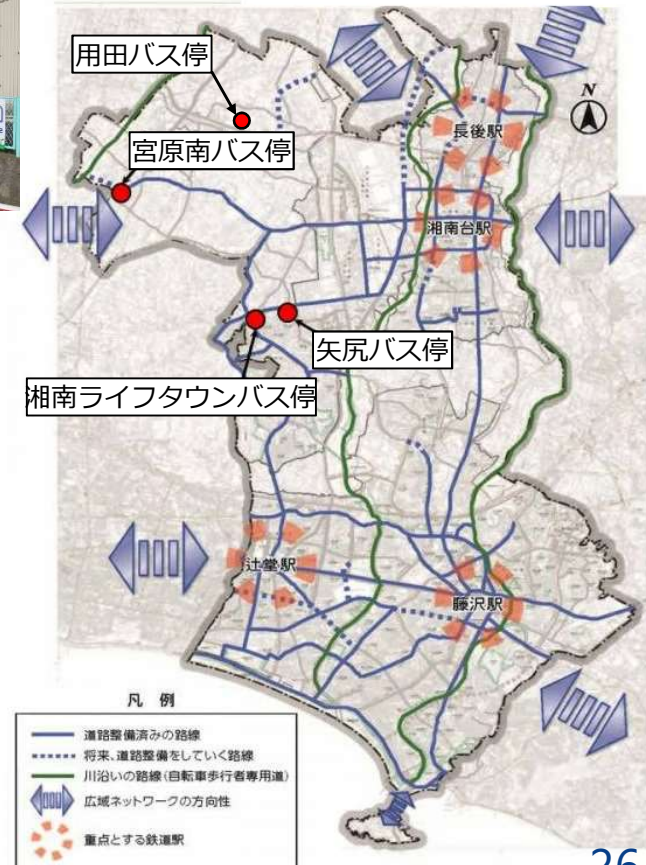 用田バス停
宮原南バス停
N
長後駅
湘南台駅
矢尻バス停
湘南ライフタウンバス停
辻堂駅
藤沢駅
凡 例
道路整備済みの路線
将来、道路整備をしていく路線
川沿いの路線(自転車歩行者専用道)
広域ネットワークの方向性
重点とする鉄道駅
26